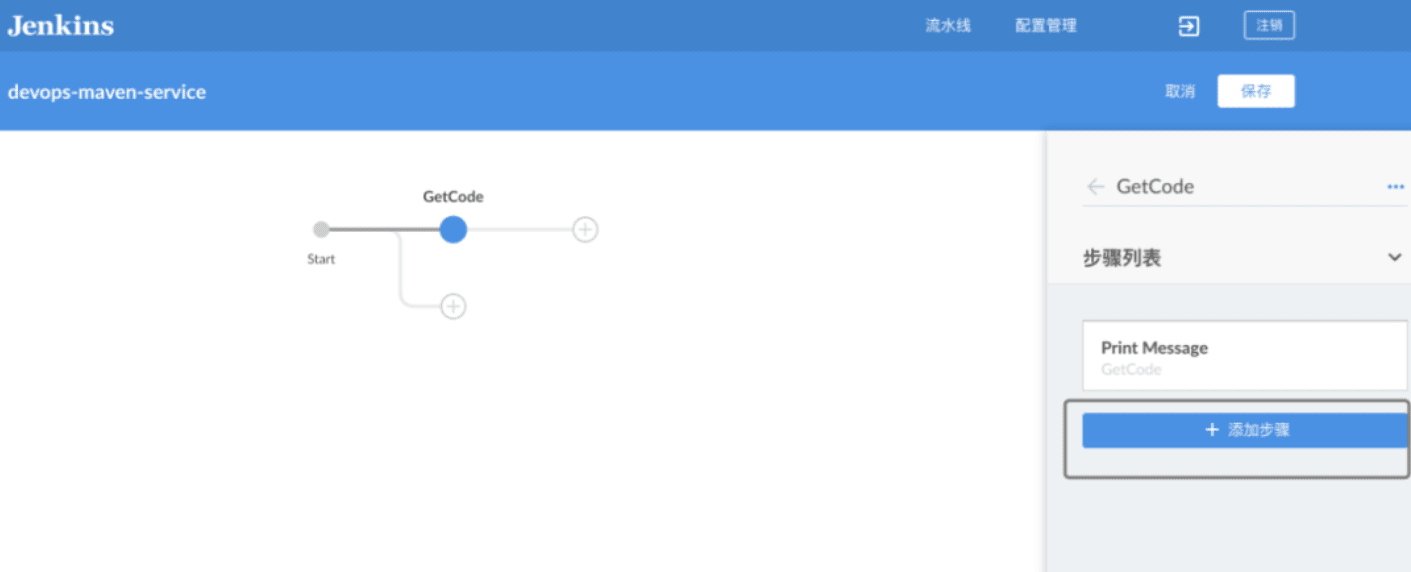 Jenkins
流水线
配置管理
注销
devops-maven-service
取消
保存
GetCode
Start
GetCode
步骤列表
Print Message
GetCode
添加步骤